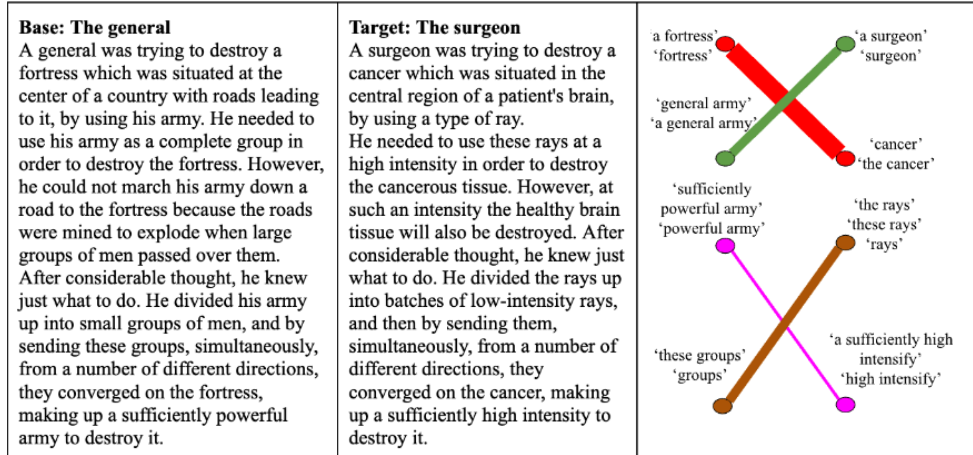 Base: The general
A general was trying to destroy a
fortress which was situated at the
center of a country with roads leading
to it, by using his army. He needed to
use his army as a complete group in
order to destroy the fortress. However,
he could not march his army down a
road to the fortress because the roads
were mined to explode when large
groups of men passed over them.
After considerable thought, he knew
just what to do. He divided his army
up into small groups of men, and by
sending these groups, simultaneously,
from a number of different directions,
they converged on the fortress,
making up a sufficiently powerful
army to destroy it.
Target: The surgeon
A surgeon was trying to destroy a
cancer which was situated in the
central region of a patient's brain,
by using a type of ray.
He needed to use these rays at a
high intensity in order to destroy
the cancerous tissue. However, at
such an intensity the healthy brain
tissue will also be destroyed. After
considerable thought, he knew just
what to do. He divided the rays up
into batches of low-intensity rays,
and then by sending them,
simultaneously, from a number of
different directions, they
converged on the cancer, making
up a sufficiently high intensity to
destroy it.
a fortress'
'fortress'
'a surgeon'
'surgeon'
'general army'
'a general army'
'cancer'
'the cancer'
'sufficiently
powerful army'
'powerful army'
'the rays'
'these rays'
'rays'
'these groups'
'groups'
'a sufficiently high
intensify'
'high intensify'